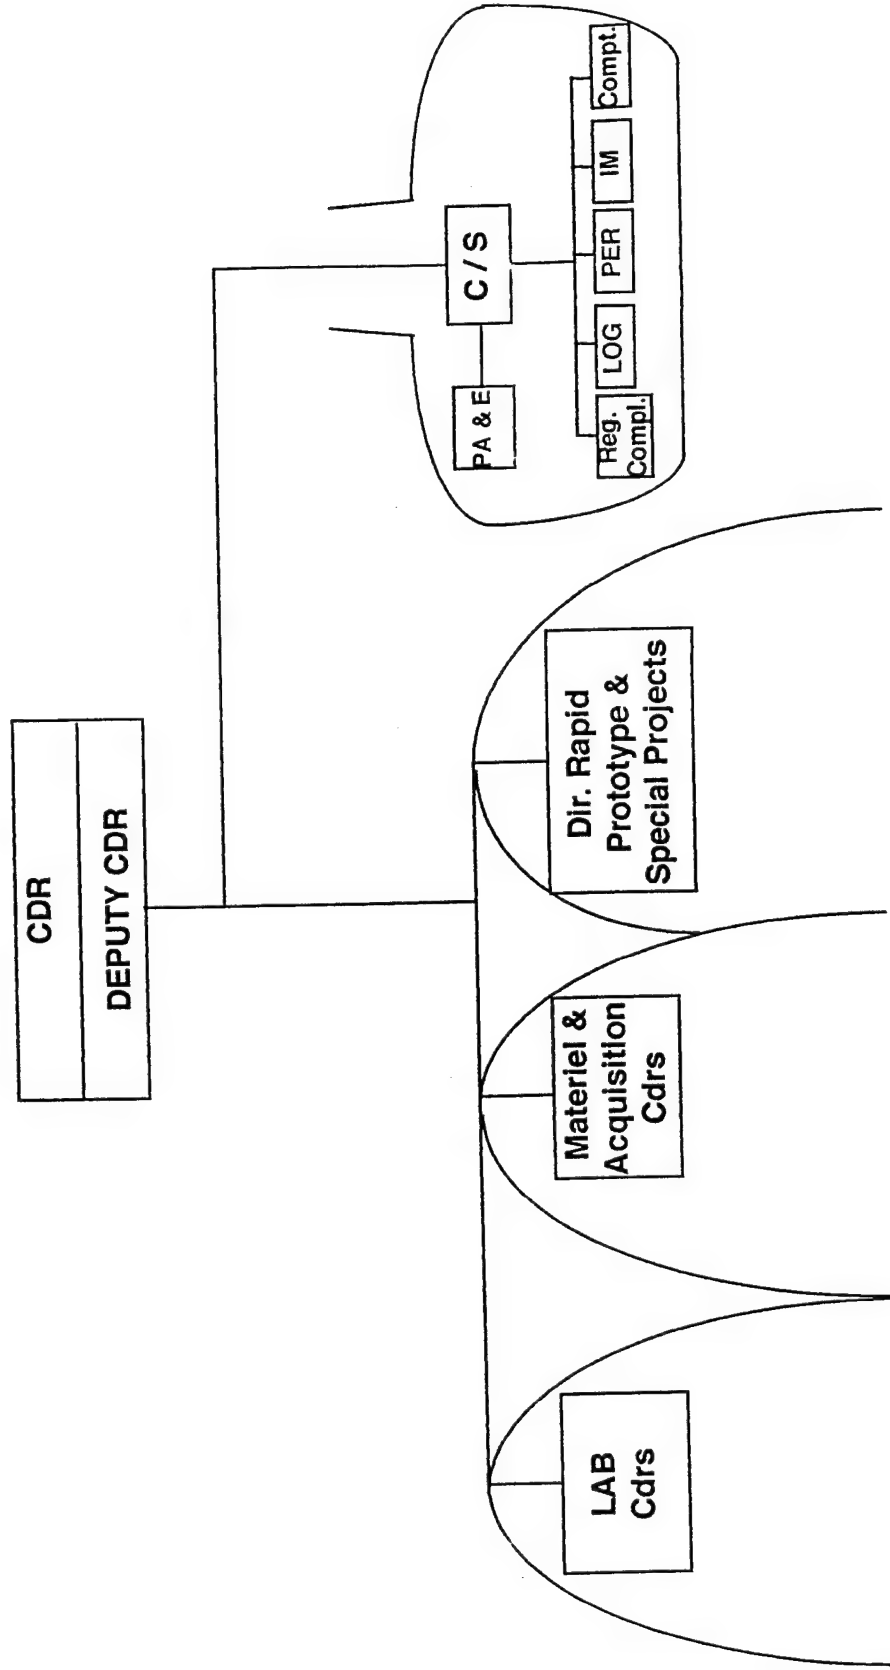 CDR
DEPUTY CDR
C / S
PA & E
Reg.
Compl.
LOG
PER
IM
Compt.
LAB
Cdrs
Materiel &
Acquisition
Cdrs
Dir. Rapid
Prototype &
Special Projects